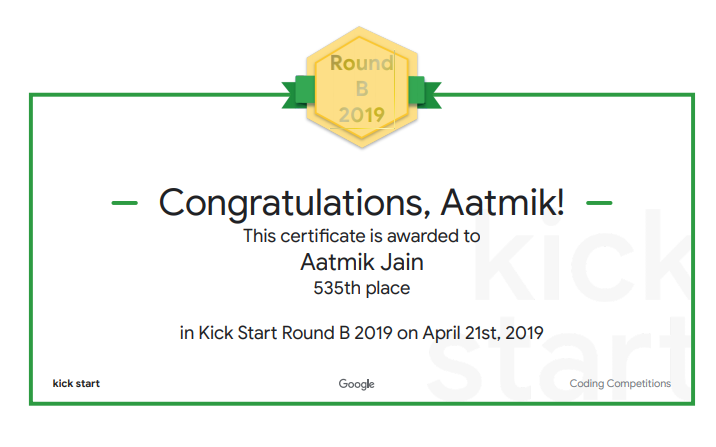 Round
B
2019
Congratulations, Aatmik!
This certificate is awarded to
Aatmik Jain
535th place
in Kick Start Round B 2019 on April 21st, 2019
kick
start
kick start
Google
Coding Competitions